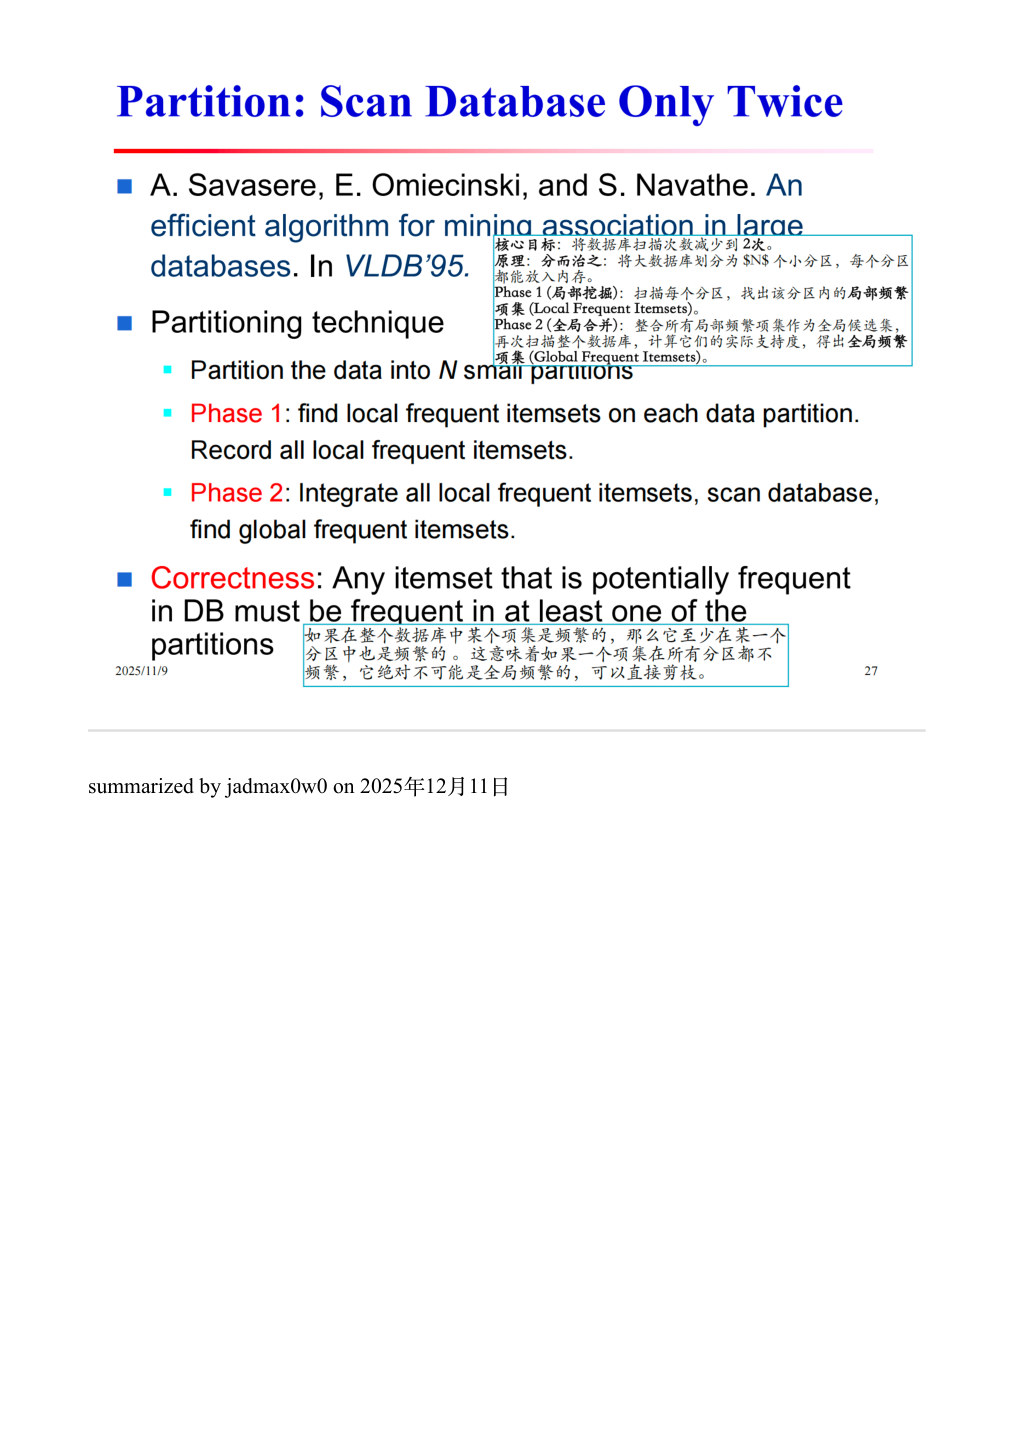 Partition: Scan Database Only Twice
A. Savasere, E. Omiecinski, and S. Navathe. An
efficient algorithm for mining association in large
databases. In VLDB’95.
核心目标：将数据库扫描次数减少到 2次。
原理：分而治之：将大数据库划分为 $N$ 个小分区，每个分区
都能放入内存。
Phase 1 (局部挖掘)：扫描每个分区，找出该分区内的局部频繁
项集 (Local Frequent Itemsets)。
Phase 2 (全局合并)：整合所有局部频繁项集作为全局候选集，
再次扫描整个数据库，计算它们的实际支持度，得出全局频繁
项集 (Global Frequent Itemsets)。
Partitioning technique
Partition the data into N small partitions
Phase 1: find local frequent itemsets on each data partition.
Record all local frequent itemsets.
Phase 2: Integrate all local frequent itemsets, scan database,
find global frequent itemsets.
Correctness: Any itemset that is potentially frequent
in DB must be frequent in at least one of the
partitions
如果在整个数据库中某个项集是频繁的，那么它至少在某一个
分区中也是频繁的 。这意味着如果一个项集在所有分区都不
频繁，它绝对不可能是全局频繁的，可以直接剪枝。
2025/11/9
27
summarized by jadmax0w0 on 2025年12月11日